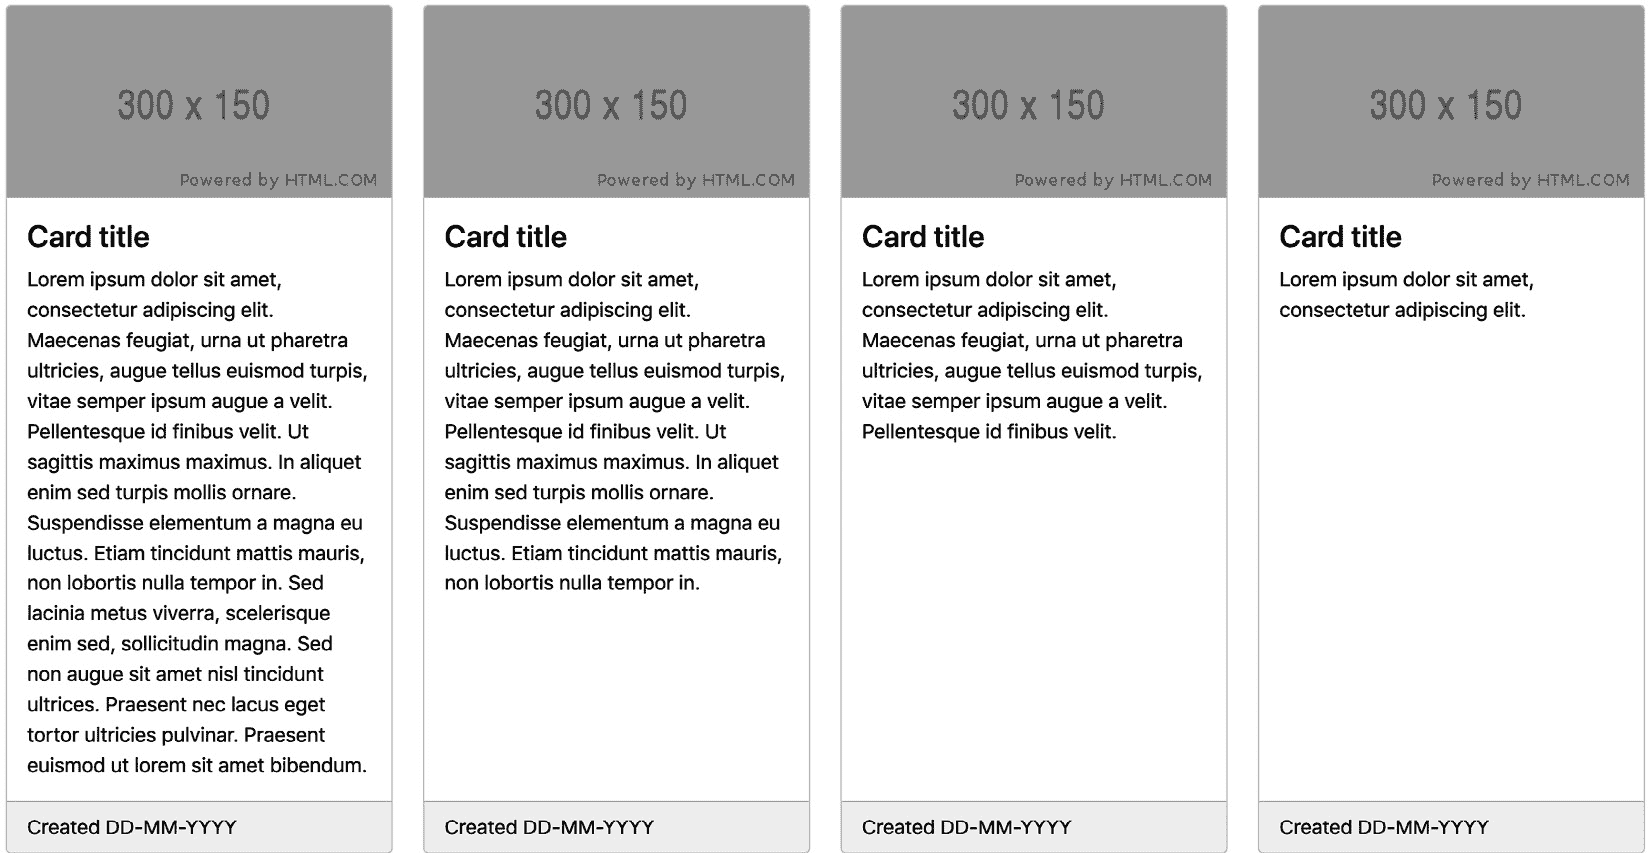 300 x 150
Powered by HTML.COM
Card title
Lorem ipsum dolor sit amet,
consectetur adipiscing elit.
Maecenas feugiat, urna ut pharetra
ultricies, augue tellus euismod turpis,
vitae semper ipsum augue a velit.
Pellentesque id finibus velit. Ut
sagittis maximus maximus. In aliquet
enim sed turpis mollis ornare.
Suspendisse elementum a magna eu
luctus. Etiam tincidunt mattis mauris,
non lobortis nulla tempor in. Sed
lacinia metus viverra, scelerisque
enim sed, sollicitudin magna. Sed
non augue sit amet nisl tincidunt
ultrices. Praesent nec lacus eget
tortor ultricies pulvinar. Praesent
euismod ut lorem sit amet bibendum.
Created DD-MM-YYYY
300 x 150
Powered by HTML.COM
Card title
Lorem ipsum dolor sit amet,
consectetur adipiscing elit.
Maecenas feugiat, urna ut pharetra
ultricies, augue tellus euismod turpis,
vitae semper ipsum augue a velit.
Pellentesque id finibus velit. Ut
sagittis maximus maximus. In aliquet
enim sed turpis mollis ornare.
Suspendisse elementum a magna eu
luctus. Etiam tincidunt mattis mauris,
non lobortis nulla tempor in.
Created DD-MM-YYYY
300 x 150
Powered by HTML.COM
Card title
Lorem ipsum dolor sit amet,
consectetur adipiscing elit.
Maecenas feugiat, urna ut pharetra
ultricies, augue tellus euismod turpis,
vitae semper ipsum augue a velit.
Pellentesque id finibus velit.
Created DD-MM-YYYY
300 x 150
Powered by HTML.COM
Card title
Lorem ipsum dolor sit amet,
consectetur adipiscing elit.
Created DD-MM-YYYY